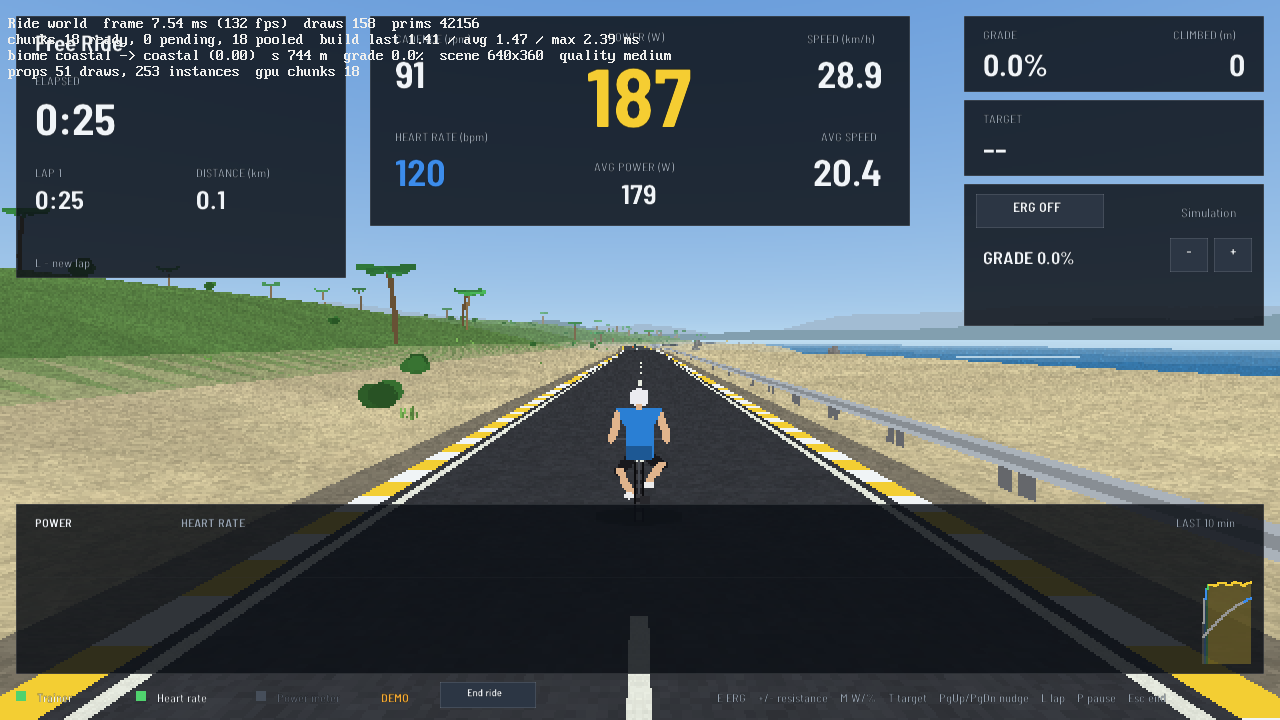 Ride world frame 7.54 ms (132 fps) draws 158 prims 42156
chunks 18 ready, 0 pending, 18 pooled build last 1.41 / avg 1.47 / max 2.39 ms
biome coastal -> coastal (0.00) s 744 m grade 0.0% scene 640x360 quality medium
props 51 draws, 253 instances gpu chunks 18
Free Ride
ELAPSED
0:25
LAP 1
0:25
DISTANCE (km)
0.1
L - new lap
91
HEART RATE (bpm)
120
POWER (W)
187
AVG POWER (W)
179
SPEED (km/h)
28.9
AVG SPEED
20.4
GRADE
0.0%
CLIMBED (m)
0
TARGET
--
ERG OFF
Simulation
GRADE 0.0%
- +
POWER
HEART RATE
LAST 10 min
Trainer
Heart rate
Power meter
DEMO
End ride
E ERG +/- resistance M W/% T target PgUp/PgDn nudge L lap P pause Esc end